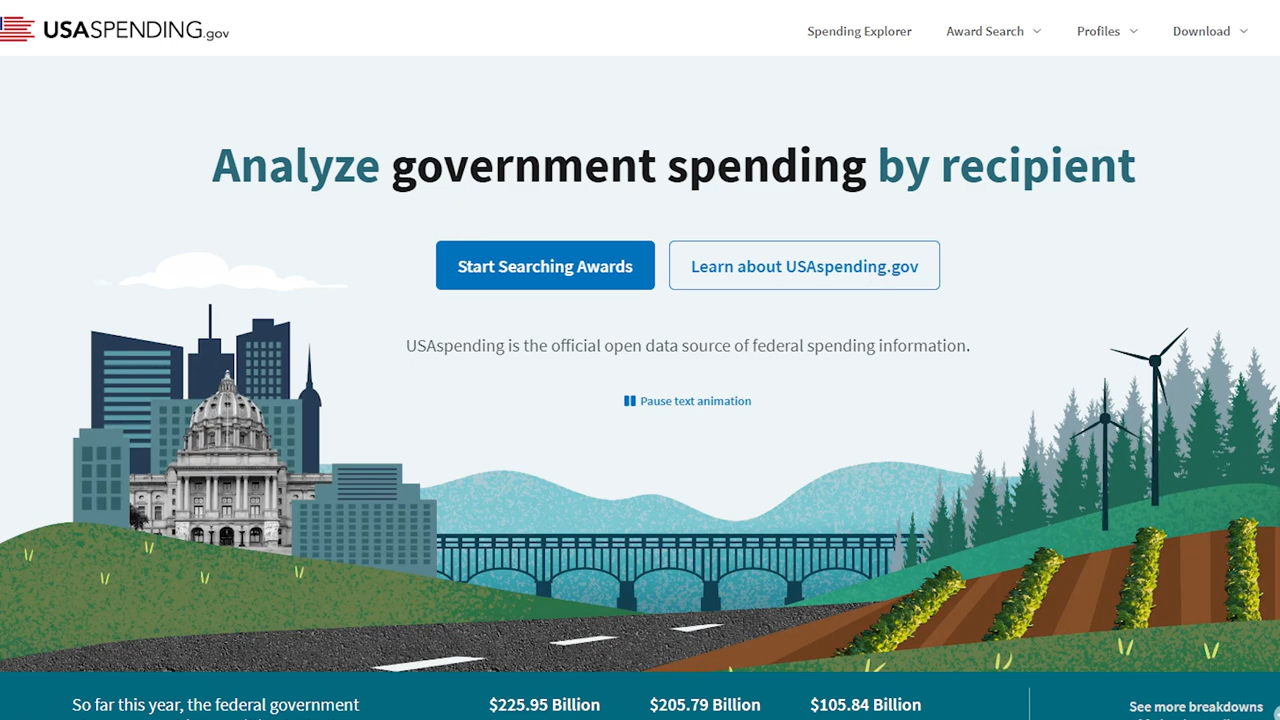 USASPENDING.gov
Spending Explorer Award Search Profiles Download
Analyze government spending by recipient
Start Searching Awards Learn about USAspending.gov
USAspending is the official open data source of federal spending information.
Pause text animation
So far this year, the federal government $225.95 Billion $205.79 Billion $105.84 Billion See more breakdowns